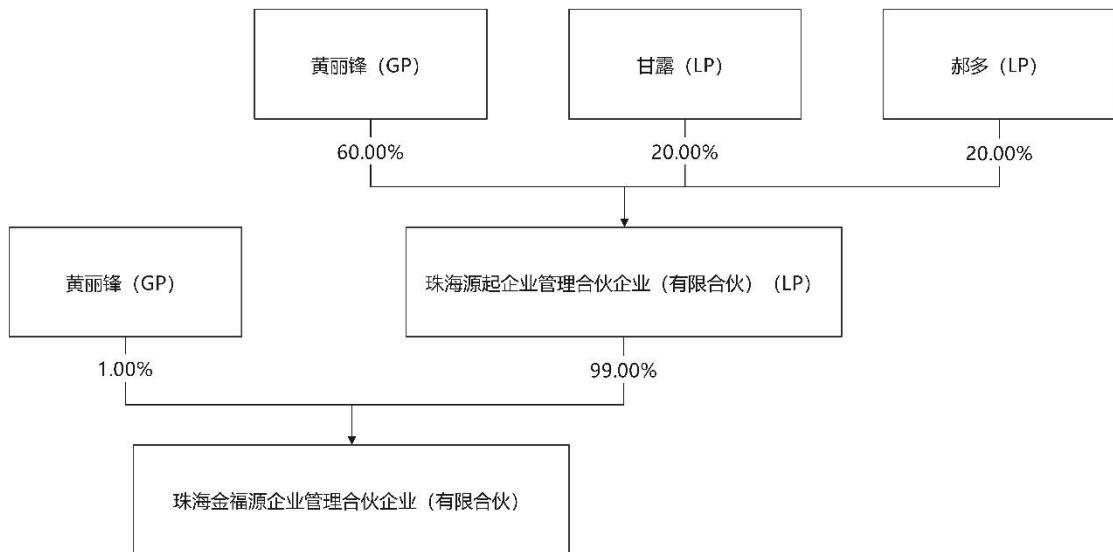 黄丽锋（GP）
甘露（LP）
郝多（LP）
60.00%
20.00%
20.00%
黄丽锋（GP）
珠海源起企业管理合伙企业（有限合伙）（LP）
1.00%
99.00%
珠海金福源企业管理合伙企业（有限合伙）